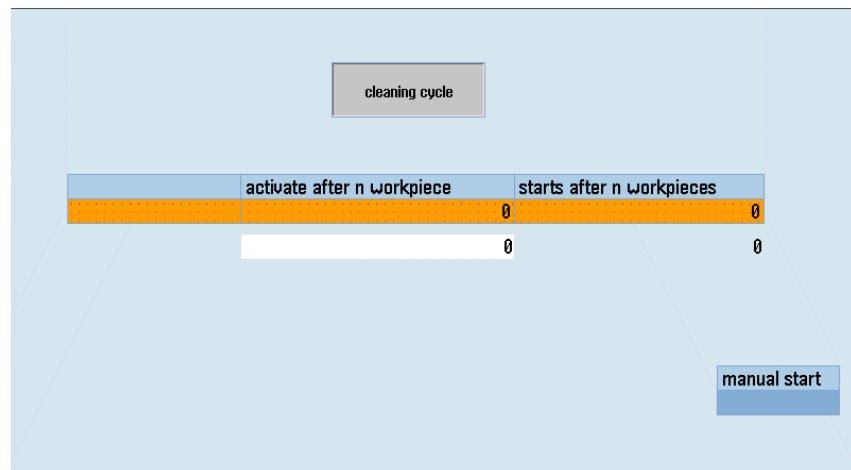 cleaning cycle
activate after n workpiece starts after n workpieces
0 0
0 0
manual start